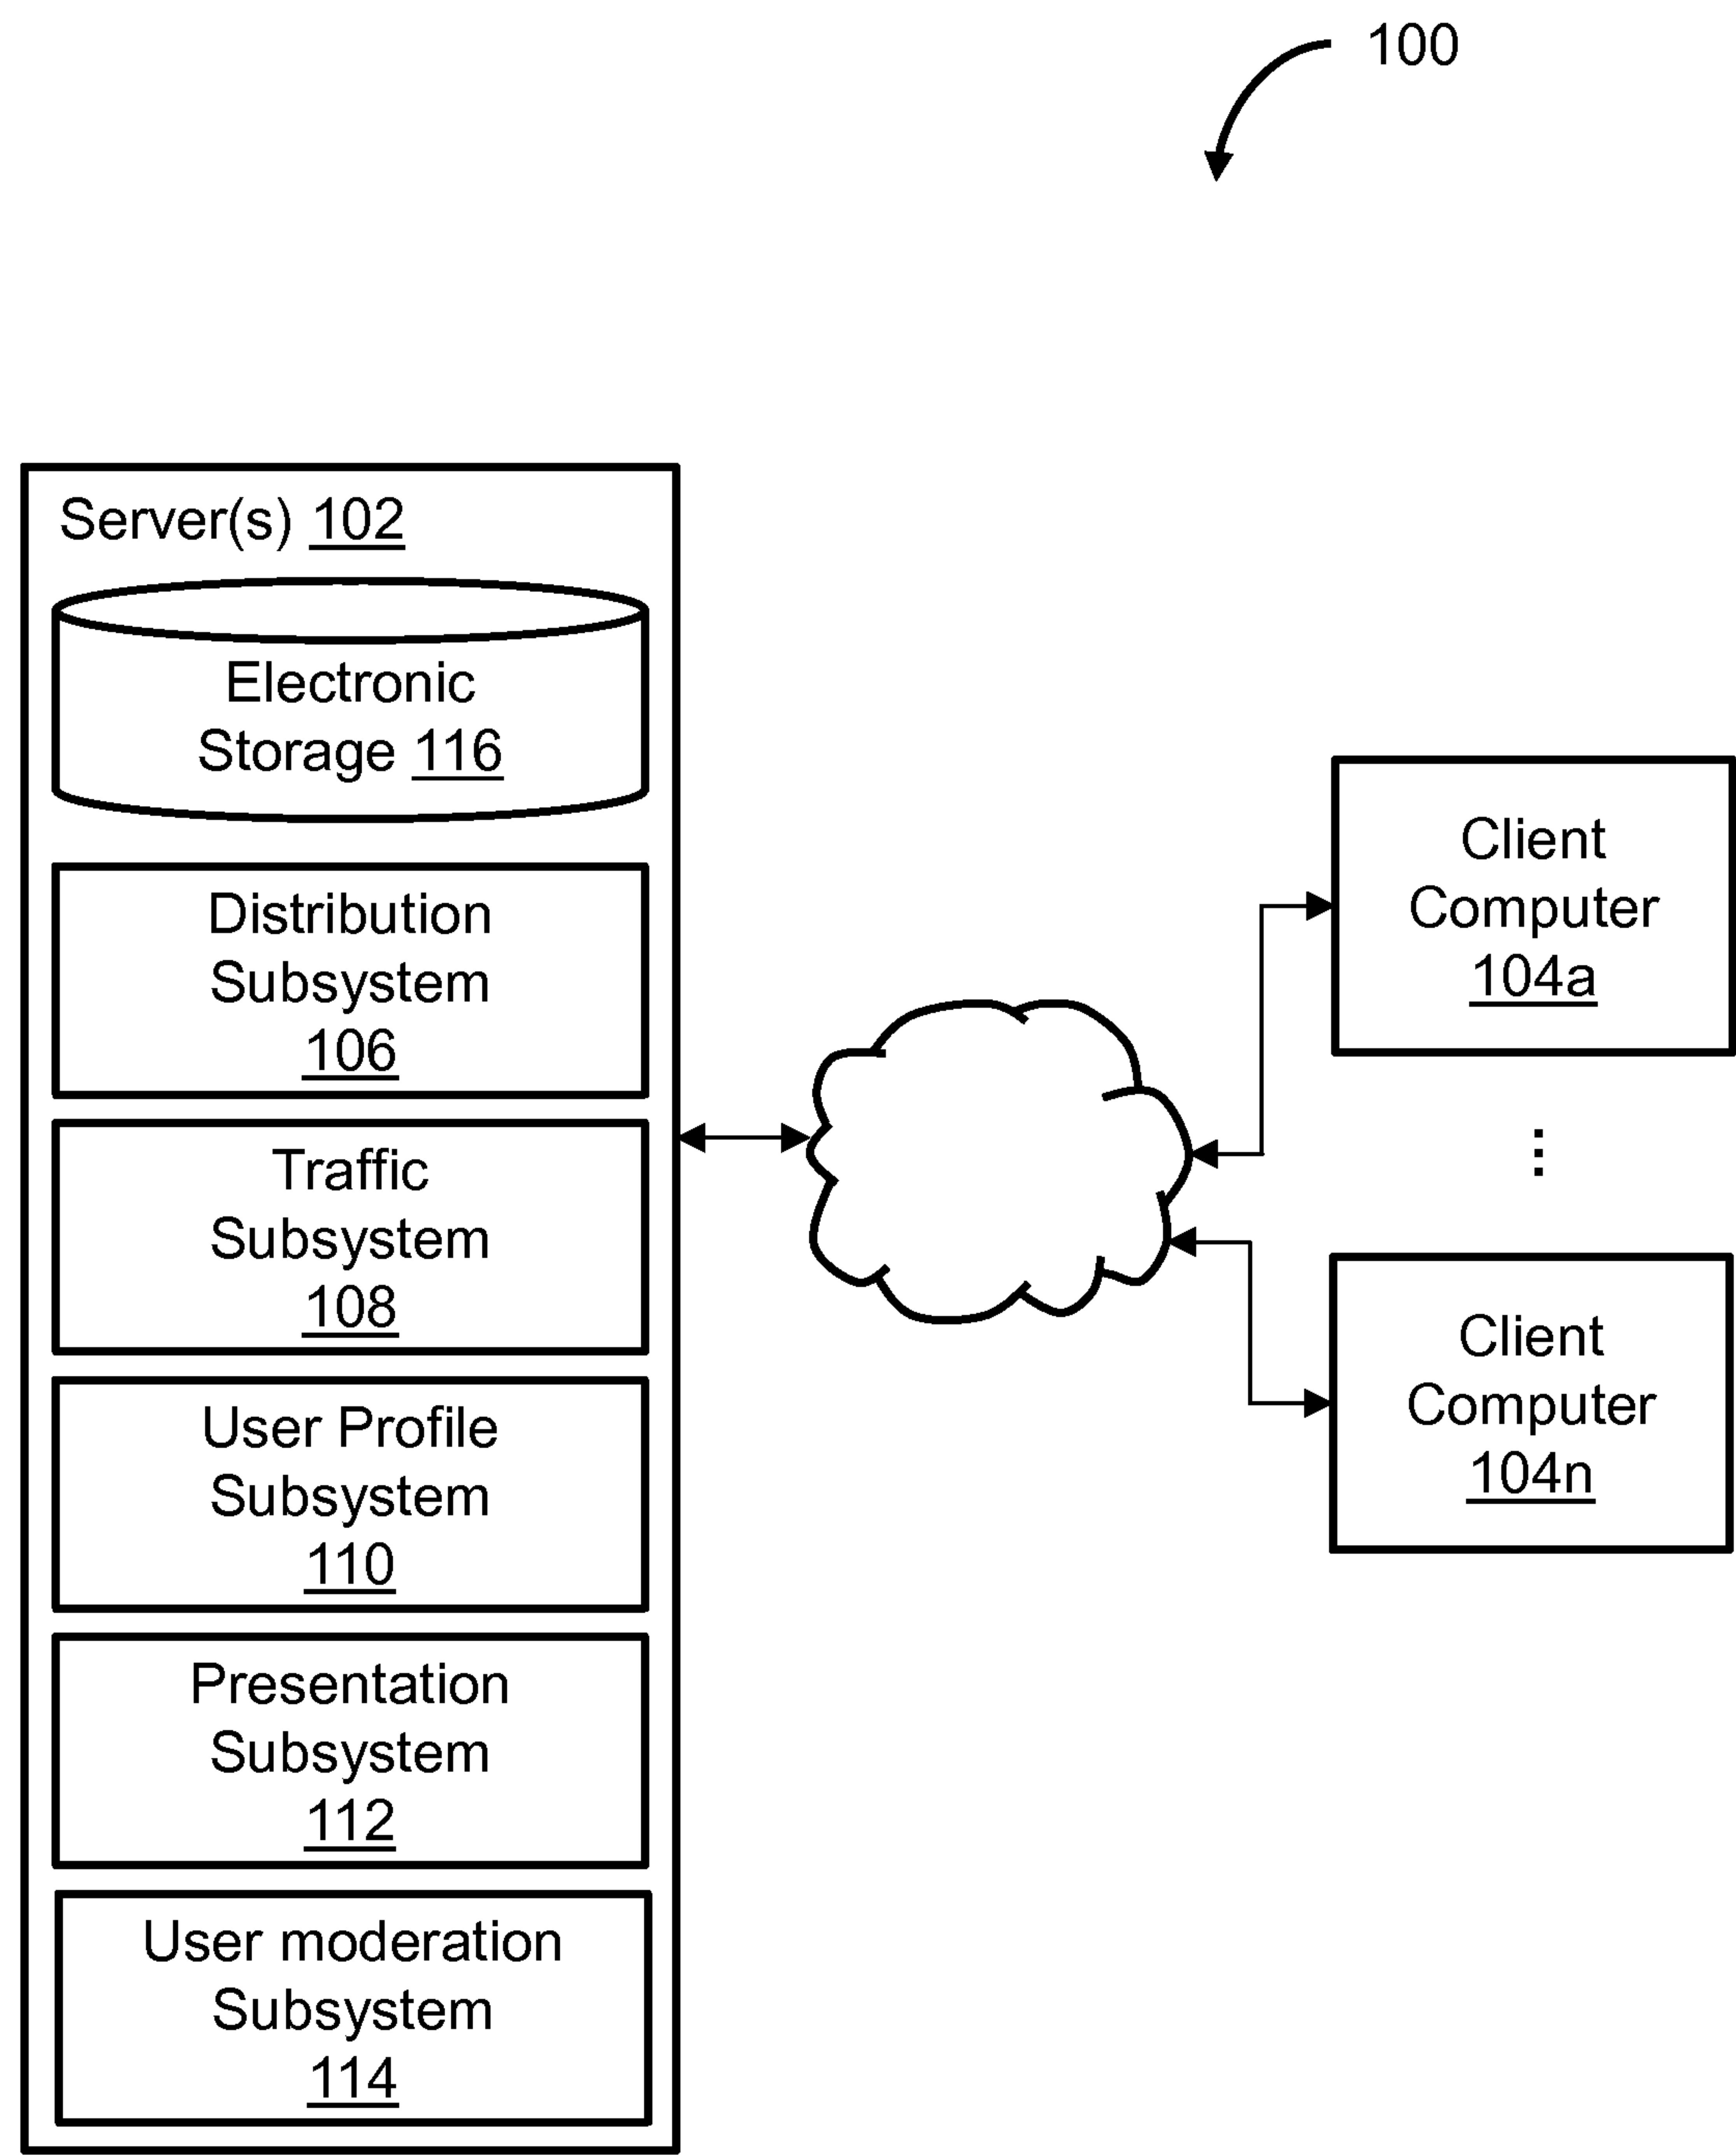 100
Server(s) 102
Electronic
Storage 116
Distribution
Subsystem
106
Traffic
Subsystem
108
User Profile
Subsystem
110
Presentation
Subsystem
112
User moderation
Subsystem
114
Client
Computer
104a
Client
Computer
104n